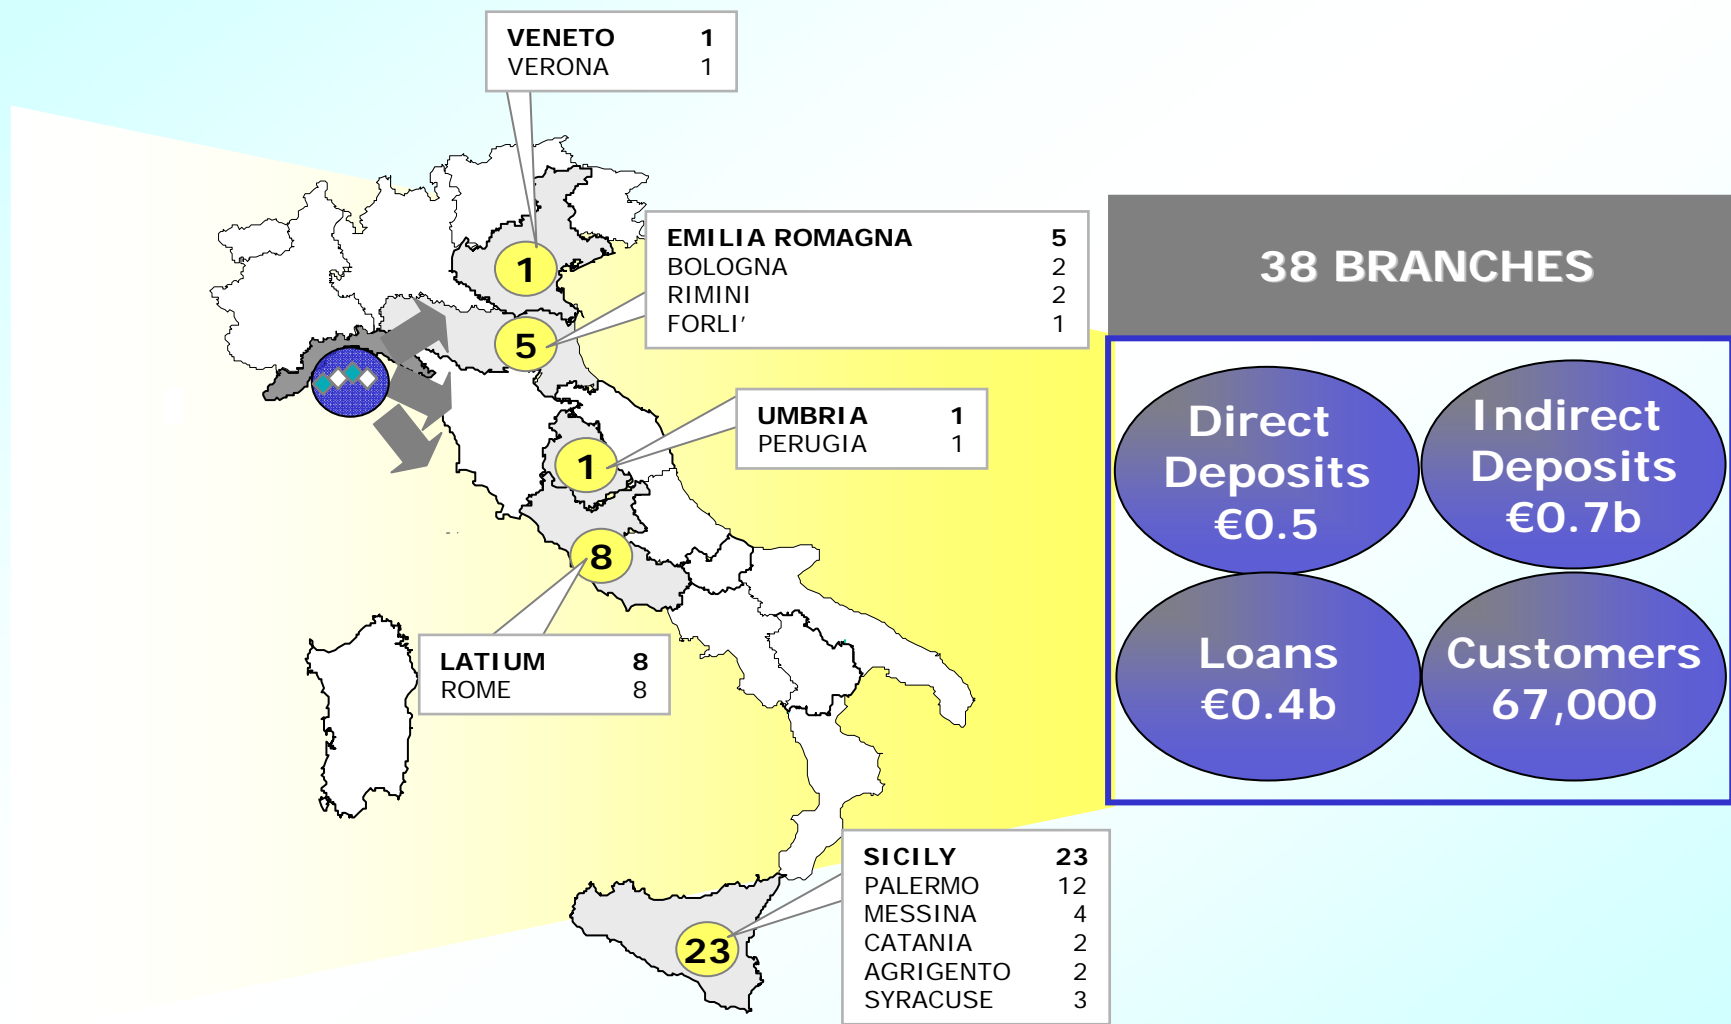 VENETO 1
VERONA 1
1
EMILIA ROMAGNA 5
BOLOGNA 2
RIMINI 2
FORLI’ 1
5
UMBRIA 1
PERUGIA 1
1
8
LATIUM 8
ROME 8
SICILY 23
PALERMO 12
MESSINA 4
CATANIA 2
AGRIGENTO 2
SYRACUSE 3
23
38 BRANCHES
Direct
Deposits
€0.5
Indirect
Deposits
€0.7b
Loans
€0.4b
Customers
67,000